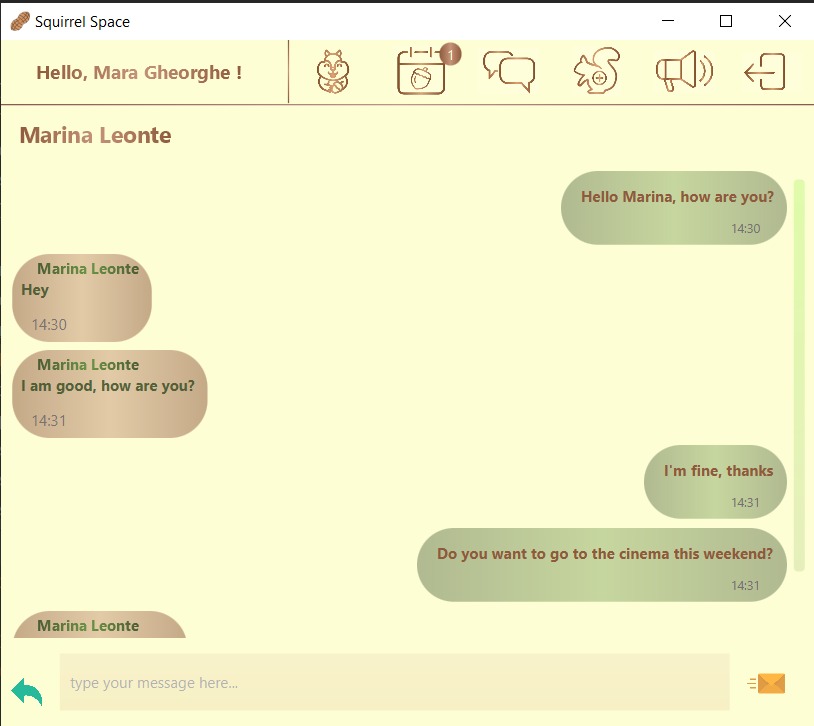 Squirrel Space
Hello, Mara Gheorghe !
1
Marina Leonte
Hello Marina, how are you?
14:30
Marina Leonte
Hey
14:30
Marina Leonte
I am good, how are you?
14:31
I'm fine, thanks
14:31
Do you want to go to the cinema this weekend?
14:31
Marina Leonte
type your message here...